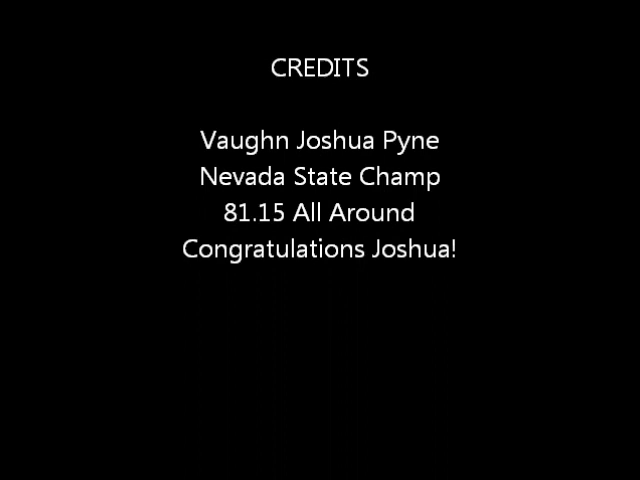 CREDITS
Vaughn Joshua Pyne
Nevada State Champ
81.15 All Around
Congratulations Joshua!